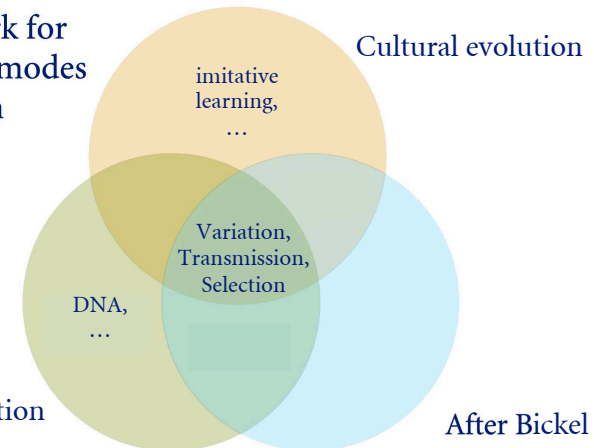 k for
modes
n
Cultural evolution
imitative
learning,
…
Variation,
Transmission,
Selection
DNA,
…
tion
After Bickel